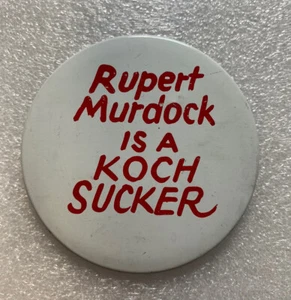 Rupert
Murdock
IS A
KOCH
SUCKER